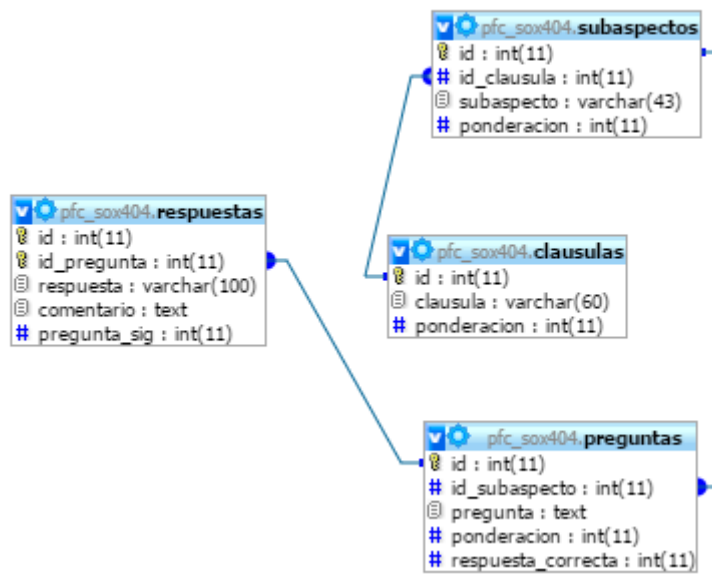 pfc_sox404.subaspectos
id : int(11)
# id_clausula : int(11)
subaspecto : varchar(43)
# ponderacion : int(11)
pfc_sox404.respuestas
id : int(11)
id_pregunta : int(11)
respuesta : varchar(100)
comentario : text
# pregunta_sig : int(11)
pfc_sox404.clausulas
id : int(11)
clausula : varchar(60)
# ponderacion : int(11)
pfc_sox404.preguntas
id : int(11)
# id_subaspecto : int(11)
pregunta : text
# ponderacion : int(11)
# respuesta_correcta : int(11)